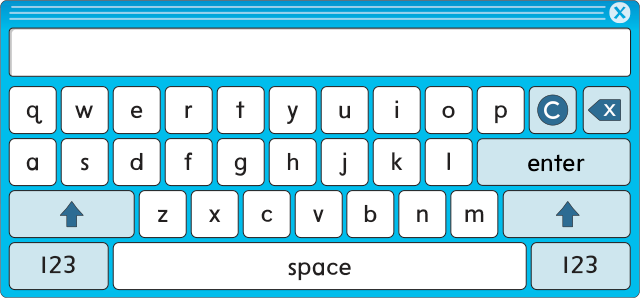 X
q w e r t y u i o p C X
a s d f g h j k l enter
z x c v b n m
123 space 123